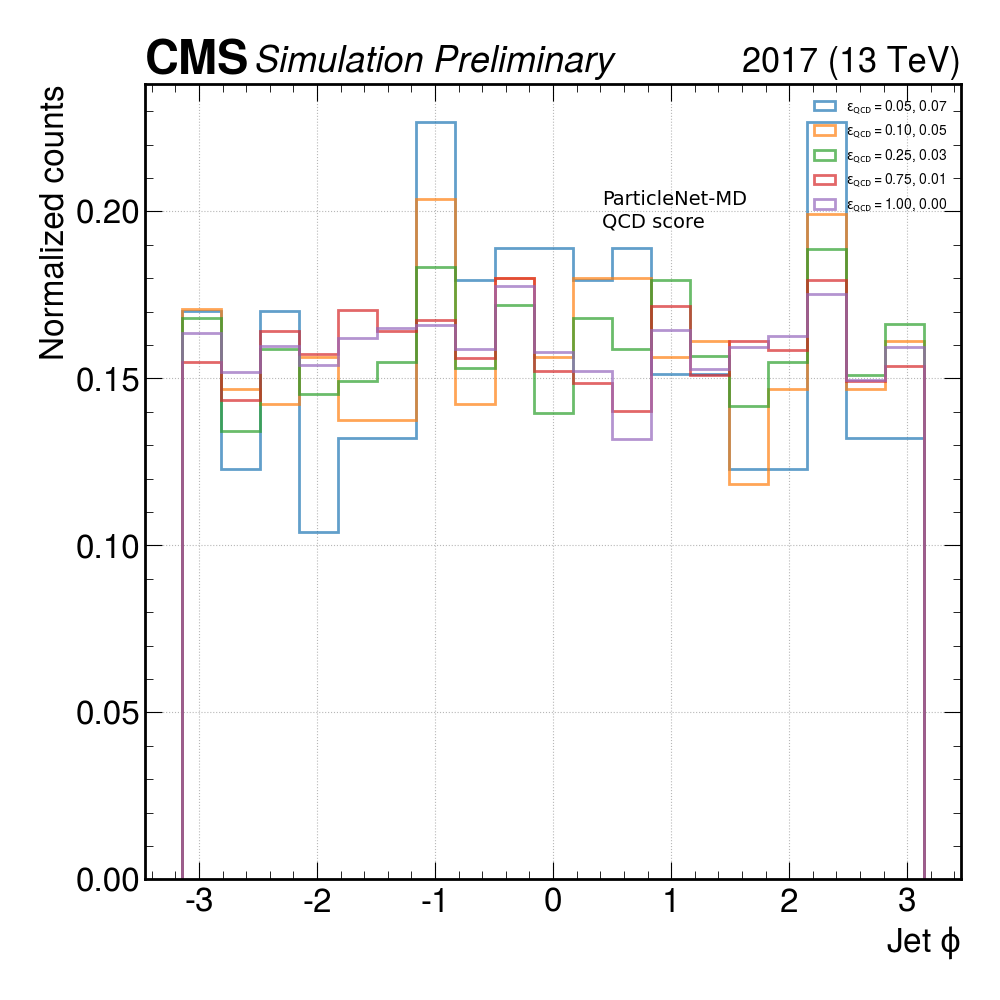 CMS Simulation Preliminary 2017 (13 TeV)
Normalized counts
εQCD = 0.05, 0.07
εQCD = 0.10, 0.05
εQCD = 0.25, 0.03
εQCD = 0.75, 0.01
εQCD = 1.00, 0.00
ParticleNet-MD
QCD score
0.20
0.15
0.10
0.05
0.00
-3 -2 -1 0 1 2 3
Jet ϕ